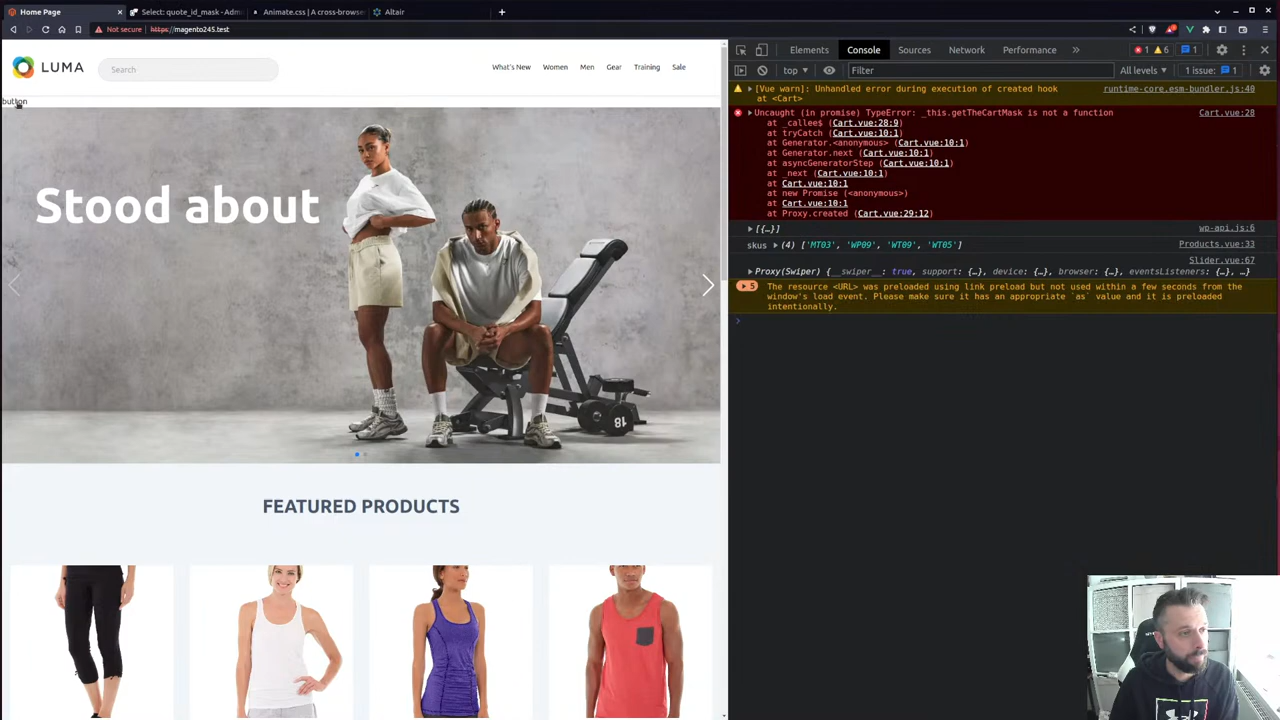 Home Page
Select: quote_id_mask - Adm
Animate.css | A cross-browse
Altair
Not secure https://magento245.test
LUMA
Search
What's New Women Men Gear Training Sale
button
Stood about
18
FEATURED PRODUCTS
Elements Console Sources Network Performance 1 6 1
top Filter All levels 1 issue: 1
[Vue warn]: Unhandled error during execution of created hook runtime-core.esm-bundler.js:40
at <Cart>
Uncaught (in promise) TypeError: _this.getTheCartMask is not a function Cart.vue:28
at _callee$ (Cart.vue:28:9)
at tryCatch (Cart.vue:10:1)
at Generator.<anonymous> (Cart.vue:10:1)
at Generator.next (Cart.vue:10:1)
at asyncGeneratorStep (Cart.vue:10:1)
at _next (Cart.vue:10:1)
at Cart.vue:10:1
at new Promise (<anonymous>)
at Cart.vue:10:1
at Proxy.created (Cart.vue:29:12)
[{…}] wp-api.js:6
skus (4) ['MT03', 'WP09', 'WT09', 'WT05'] Products.vue:33
Slider.vue:67
Proxy(Swiper) {__swiper__: true, support: {…}, device: {…}, browser: {…}, eventsListeners: {…}, …}
5 The resource <URL> was preloaded using link preload but not used within a few seconds from the
window's load event. Please make sure it has an appropriate `as` value and it is preloaded
intentionally.